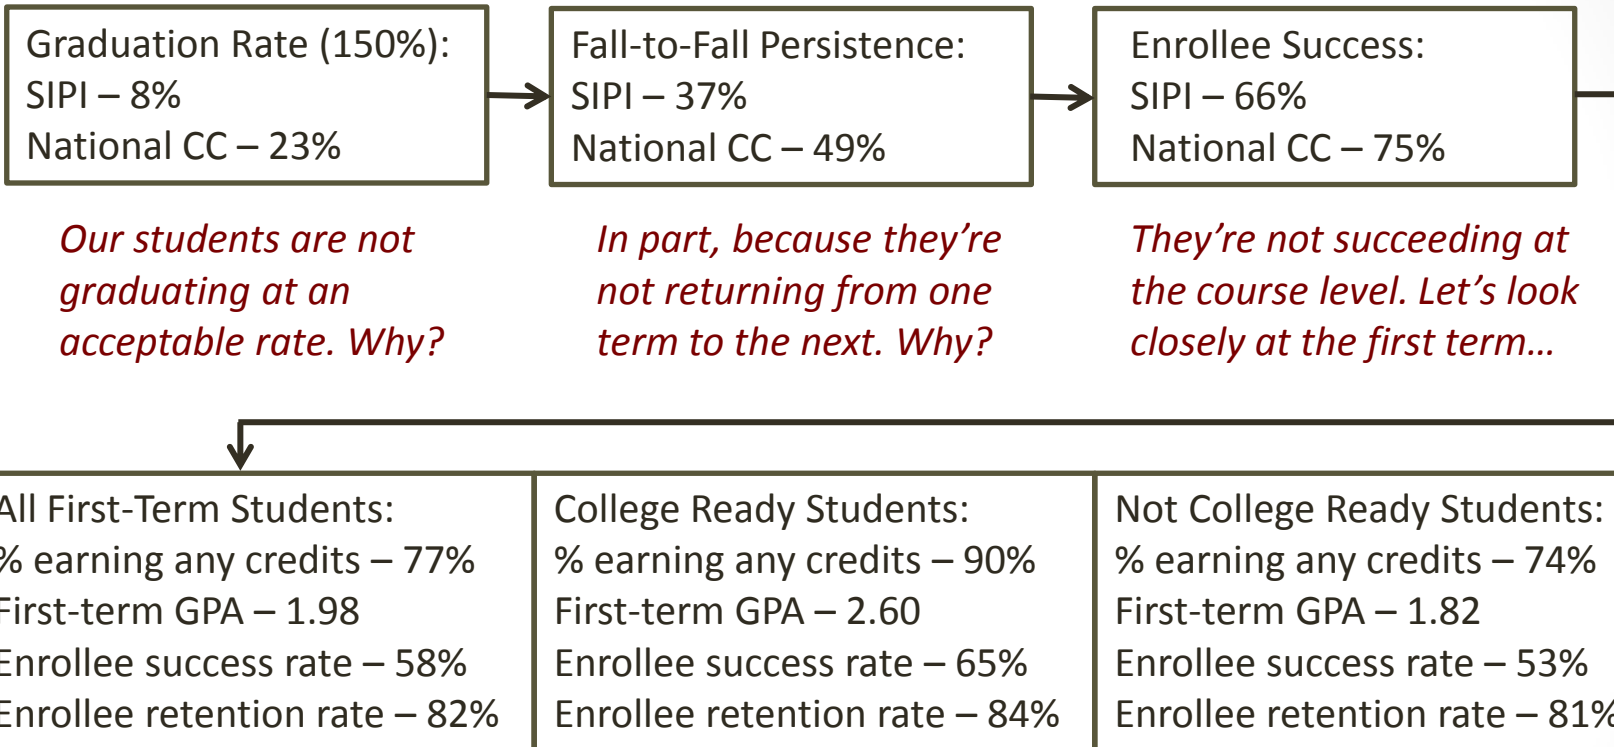 Graduation Rate (150%):
SIPI – 8%
National CC – 23%
Fall-to-Fall Persistence:
SIPI – 37%
National CC – 49%
Enrollee Success:
SIPI – 66%
National CC – 75%
Our students are not
graduating at an
acceptable rate. Why?
In part, because they’re
not returning from one
term to the next. Why?
They’re not succeeding at
the course level. Let’s look
closely at the first term…
All First-Term Students:
% earning any credits – 77%
First-term GPA – 1.98
Enrollee success rate – 58%
Enrollee retention rate – 82%
College Ready Students:
% earning any credits – 90%
First-term GPA – 2.60
Enrollee success rate – 65%
Enrollee retention rate – 84%
Not College Ready Students:
% earning any credits – 74%
First-term GPA – 1.82
Enrollee success rate – 53%
Enrollee retention rate – 81%